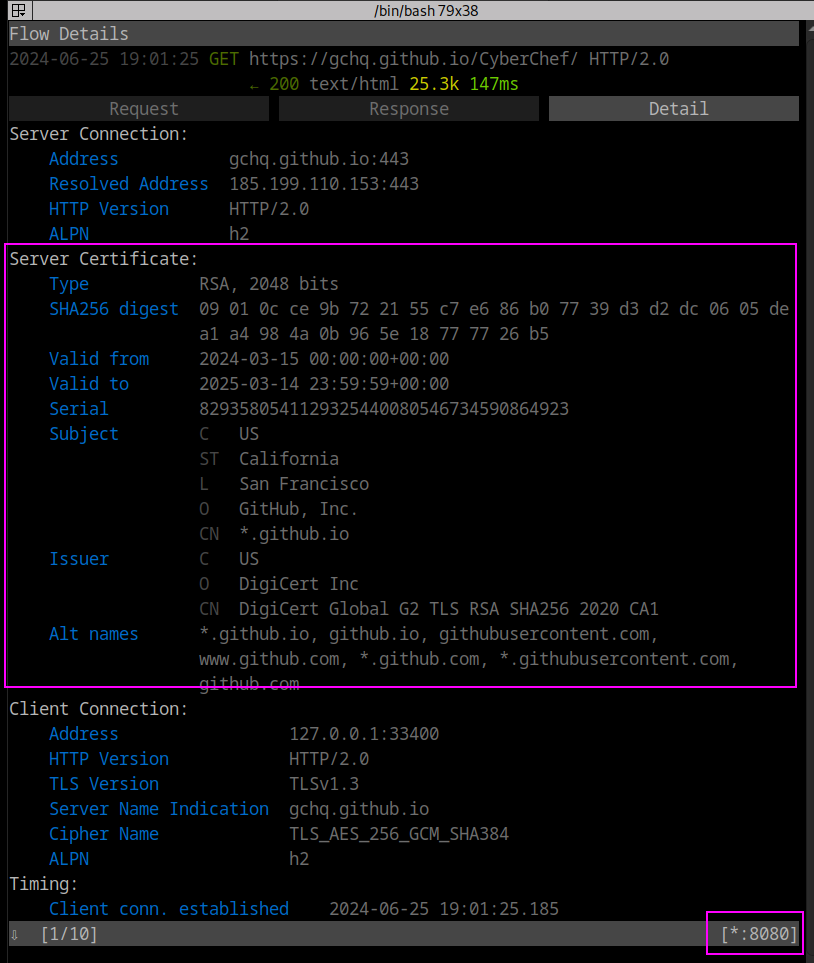 /bin/bash 79x38
Flow Details
2024-06-25 19:01:25 GET https://gchq.github.io/CyberChef/ HTTP/2.0
← 200 text/html 25.3k 147ms
Request Response Detail
Server Connection:
Address gchq.github.io:443
Resolved Address 185.199.110.153:443
HTTP Version HTTP/2.0
ALPN h2
Server Certificate:
Type RSA, 2048 bits
SHA256 digest 09 01 0c ce 9b 72 21 55 c7 e6 86 b0 77 39 d3 d2 dc 06 05 de
a1 a4 98 4a 0b 96 5e 18 77 77 26 b5
Valid from 2024-03-15 00:00:00+00:00
Valid to 2025-03-14 23:59:59+00:00
Serial 8293580541129325440080546734590864923
Subject C US
ST California
L San Francisco
O GitHub, Inc.
CN *.github.io
Issuer C US
O DigiCert Inc
CN DigiCert Global G2 TLS RSA SHA256 2020 CA1
Alt names *.github.io, github.io, githubusercontent.com,
www.github.com, *.github.com, *.githubusercontent.com,
github.com
Client Connection:
Address 127.0.0.1:33400
HTTP Version HTTP/2.0
TLS Version TLSv1.3
Server Name Indication gchq.github.io
Cipher Name TLS_AES_256_GCM_SHA384
ALPN h2
Timing:
Client conn. established 2024-06-25 19:01:25.185
⇩ [1/10] [*:8080]